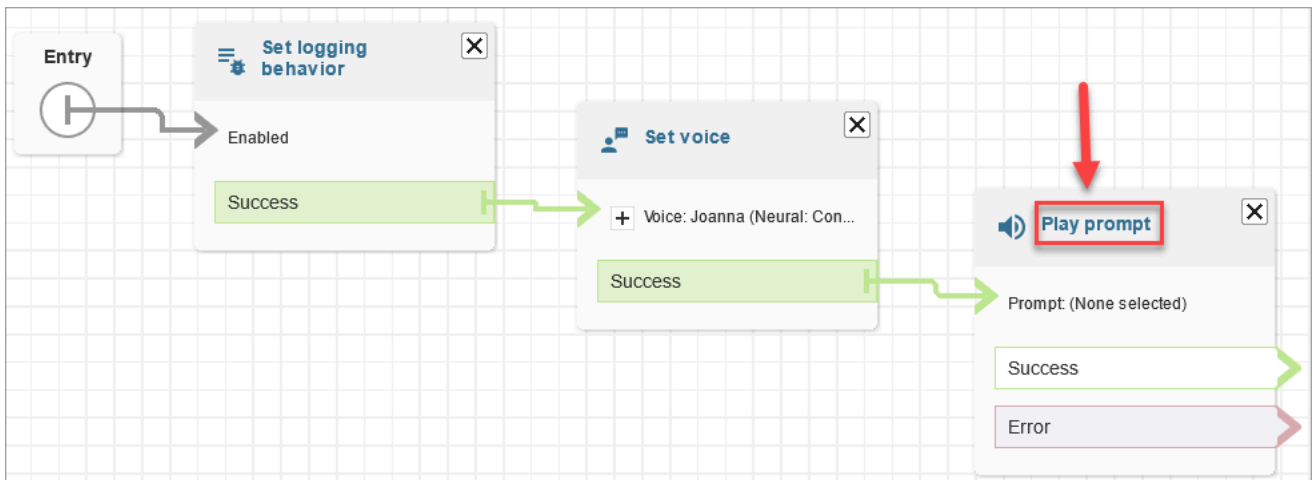 Entry
Set logging
behavior
Enabled
Success
Set voice
Voice: Joanna (Neural: Con...
Success
Play prompt
Prompt: (None selected)
Success
Error